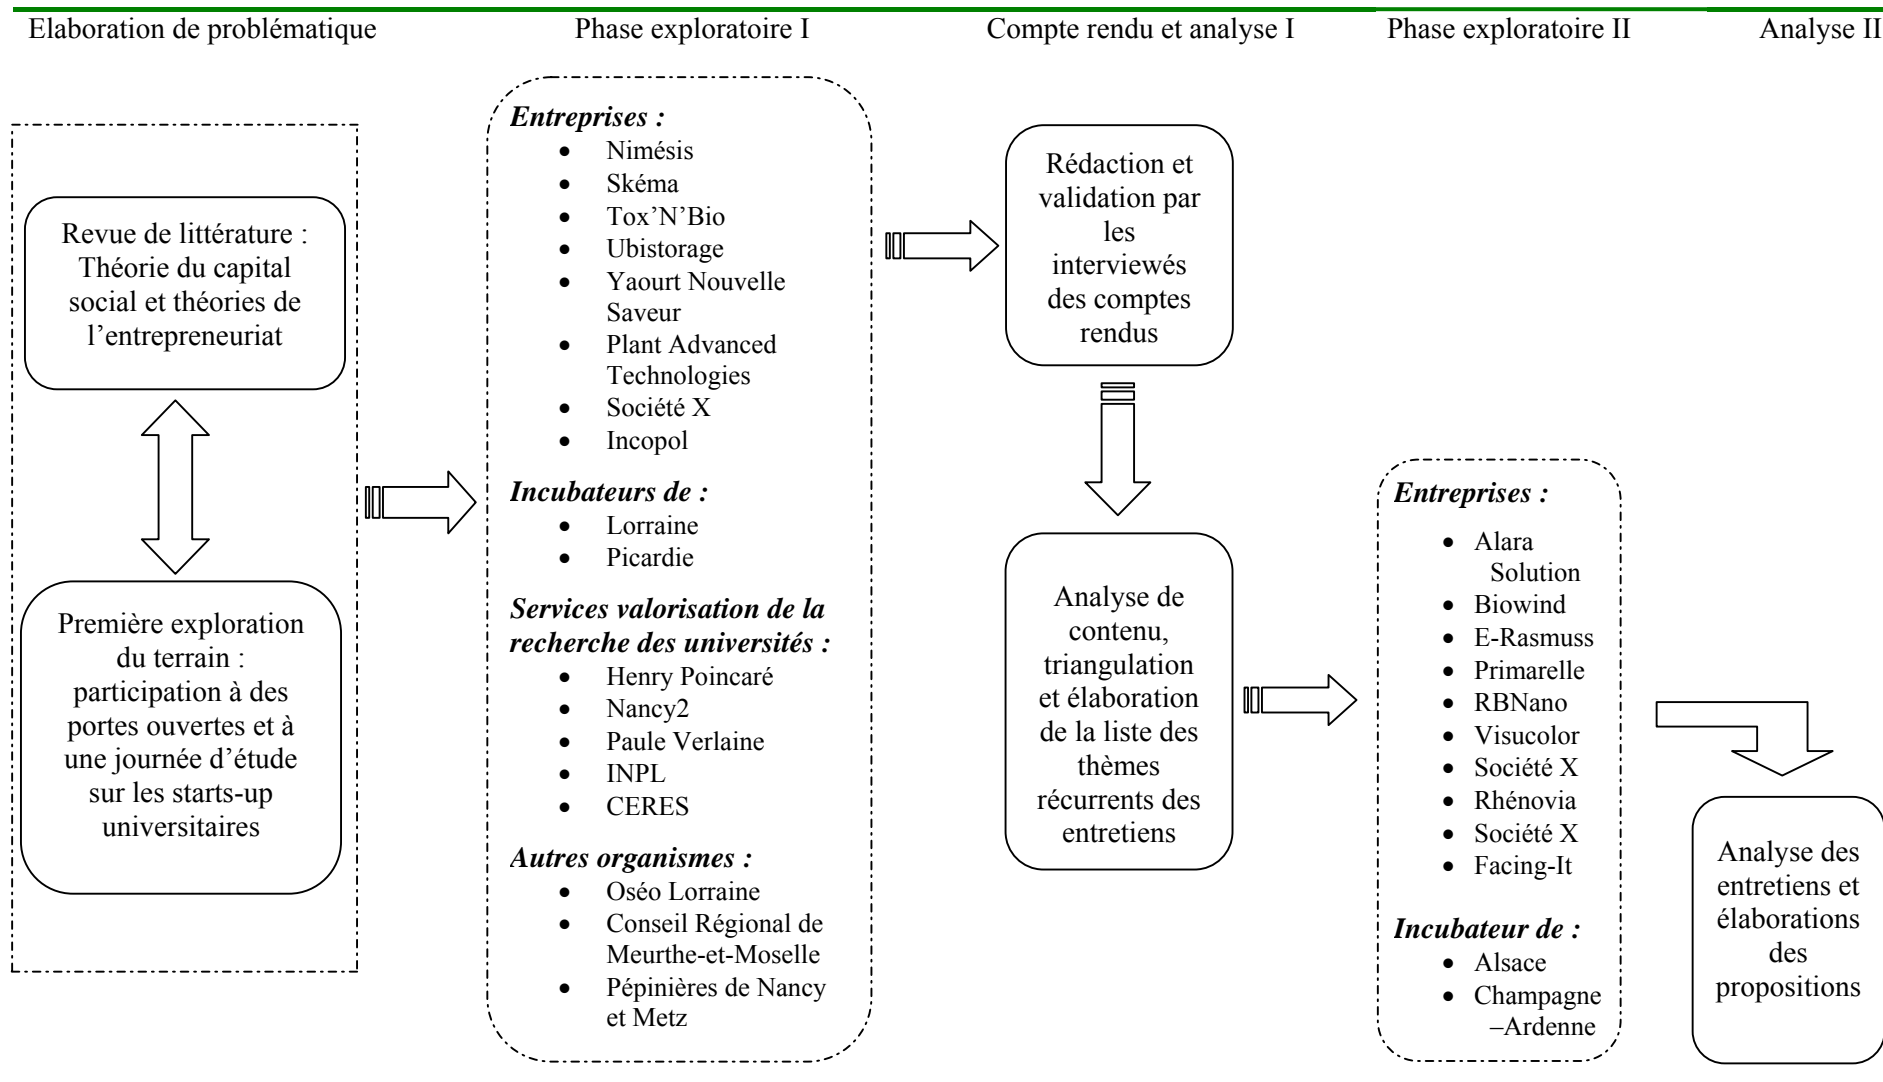 Elaboration de problématique
Phase exploratoire I
Compte rendu et analyse I
Phase exploratoire II
Analyse II
Revue de littérature :
Théorie du capital
social et théories de
l’entrepreneuriat
Première exploration
du terrain :
participation à des
portes ouvertes et à
une journée d’étude
sur les starts-up
universitaires
Entreprises :
• Nimésis
• Skéma
• Tox’N’Bio
• Ubistorage
• Yaourt Nouvelle
Saveur
• Plant Advanced
Technologies
• Société X
• Incopol
Incubateurs de :
• Lorraine
• Picardie
Services valorisation de la
recherche des universités :
• Henry Poincaré
• Nancy2
• Paule Verlaine
• INPL
• CERES
Autres organismes :
• Oséo Lorraine
• Conseil Régional de
Meurthe-et-Moselle
• Pépinières de Nancy
et Metz
Rédaction et
validation par
les
interviewés
des comptes
rendus
Analyse de
contenu,
triangulation
et élaboration
de la liste des
thèmes
récurrents des
entretiens
Entreprises :
• Alara
Solution
• Biowind
• E-Rasmuss
• Primarelle
• RBNano
• Visucolor
• Société X
• Rhénovia
• Société X
• Facing-It
Incubateur de :
• Alsace
• Champagne
–Ardenne
Analyse des
entretiens et
élaborations
des
propositions